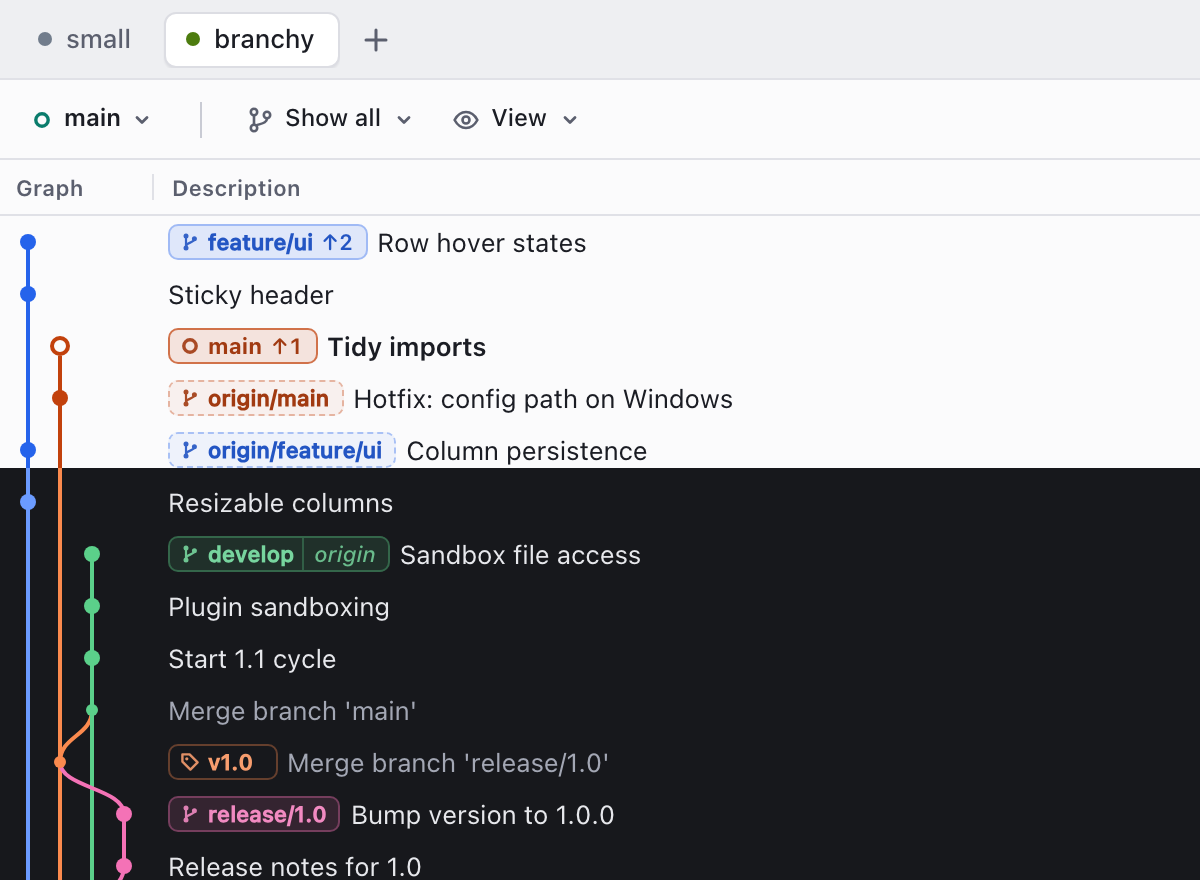 small branchy
main Show all View
Graph Description
feature/ui ↑2 Row hover states
Sticky header
main ↑1 Tidy imports
origin/main Hotfix: config path on Windows
origin/feature/ui Column persistence
Resizable columns
develop origin Sandbox file access
Plugin sandboxing
Start 1.1 cycle
Merge branch 'main'
v1.0 Merge branch 'release/1.0'
release/1.0 Bump version to 1.0.0
Release notes for 1.0